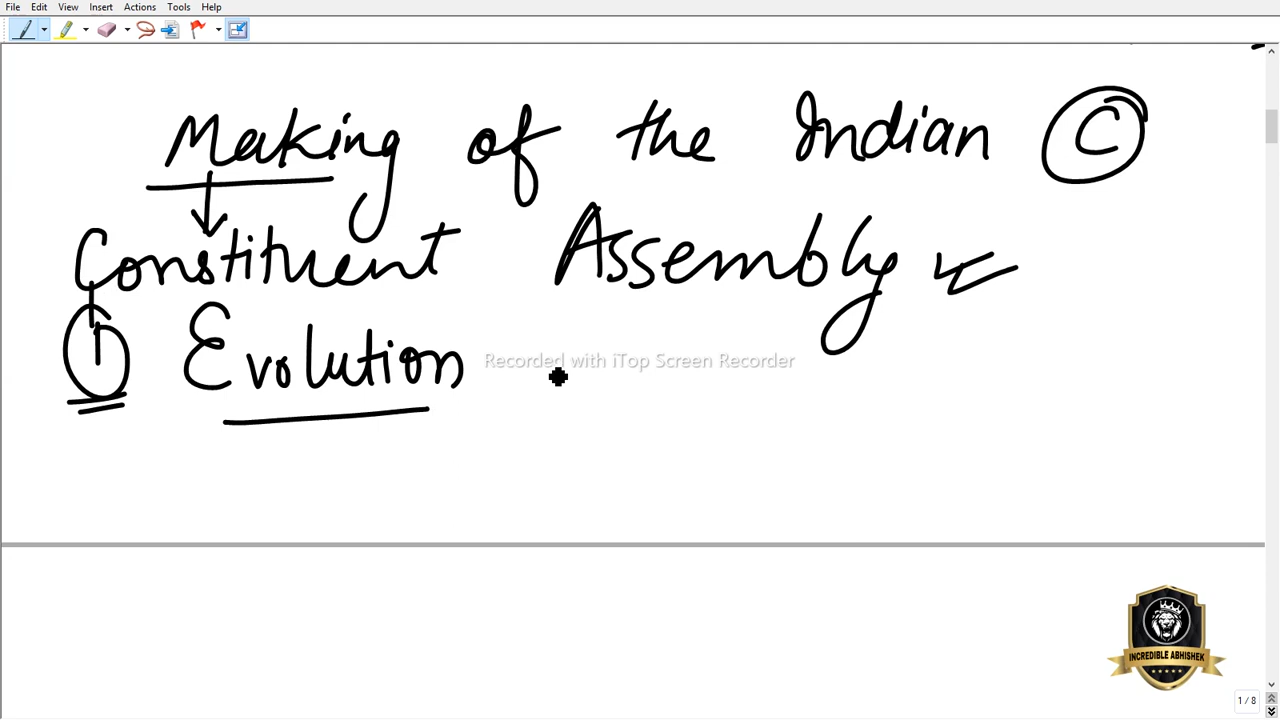 File Edit View Insert Actions Tools Help
Making of the Indian C
Constituent Assembly
1 Evolution
Recorded with iTop Screen Recorder
INCREDIBLE ABHISHEK
1 / 8